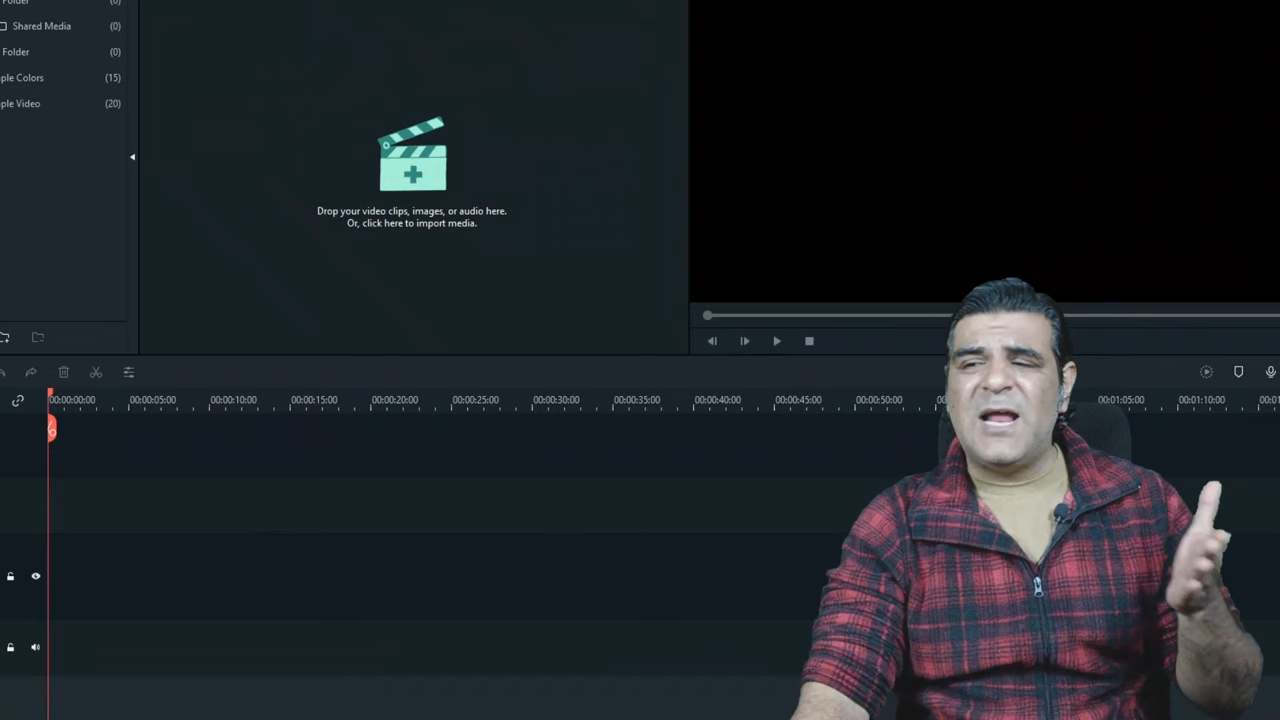 Folder (0)
Shared Media (0)
Folder (0)
ple Colors (15)
ple Video (20)
Drop your video clips, images, or audio here.
Or, click here to import media.
00:00:00:00 00:00:05:00 00:00:10:00 00:00:15:00 00:00:20:00 00:00:25:00 00:00:30:00 00:00:35:00 00:00:40:00 00:00:45:00 00:00:50:00 00:01:05:00 00:01:10:00